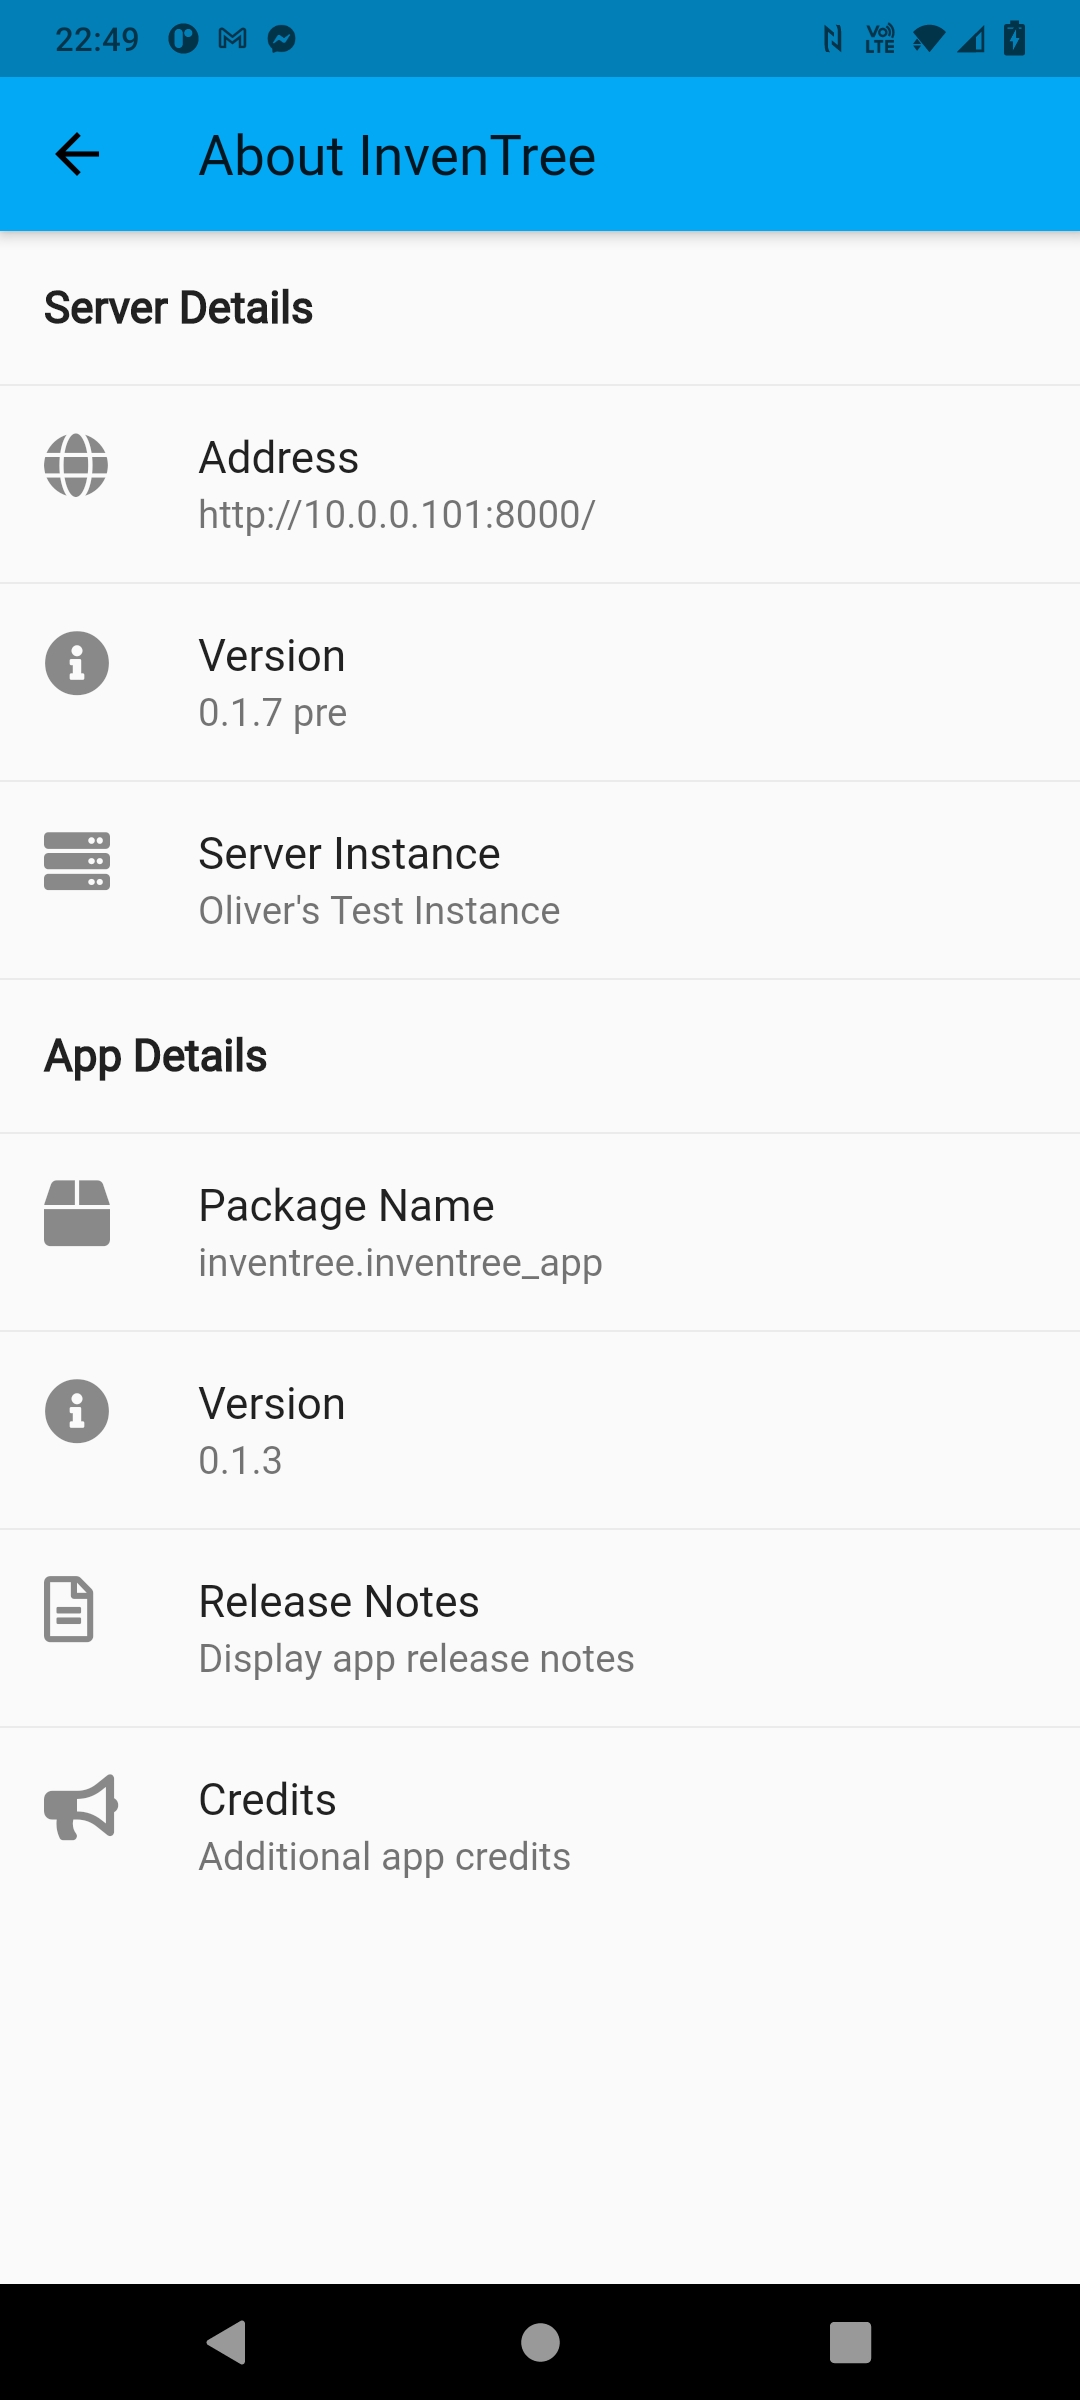 22:49
Vo LTE
About InvenTree
Server Details
Address
http://10.0.0.101:8000/
Version
0.1.7 pre
Server Instance
Oliver's Test Instance
App Details
Package Name
inventree.inventree_app
Version
0.1.3
Release Notes
Display app release notes
Credits
Additional app credits